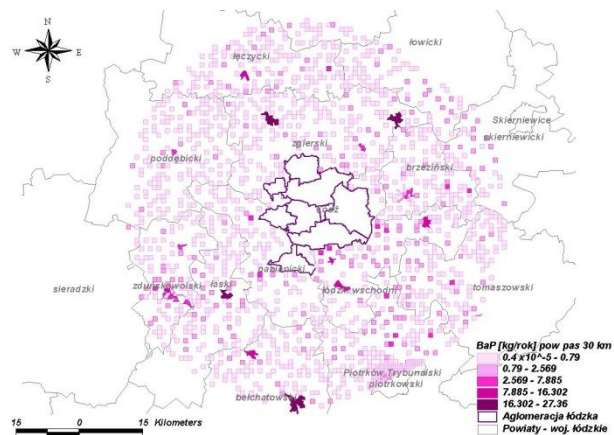 N
W E
S
łowicki
łęczycki
Skierniewice
skierniewicki
zgierski
poddębicki
brzeziński
Łódź
pabianicki
sieradzki
zduńskowolski
łaski
łódzki wschodni
tomaszowski
Piotrków Trybunalski
piotrkowski
bełchatowski
BaP [kg/rok] pow pas 30 km
0.4 x10^-5 - 0.79
0.79 - 2.569
2.569 - 7.885
7.885 - 16.302
16.302 - 27.36
Aglomeracja łódzka
Powiaty - woj. łódzkie
15 0 15 Kilometers